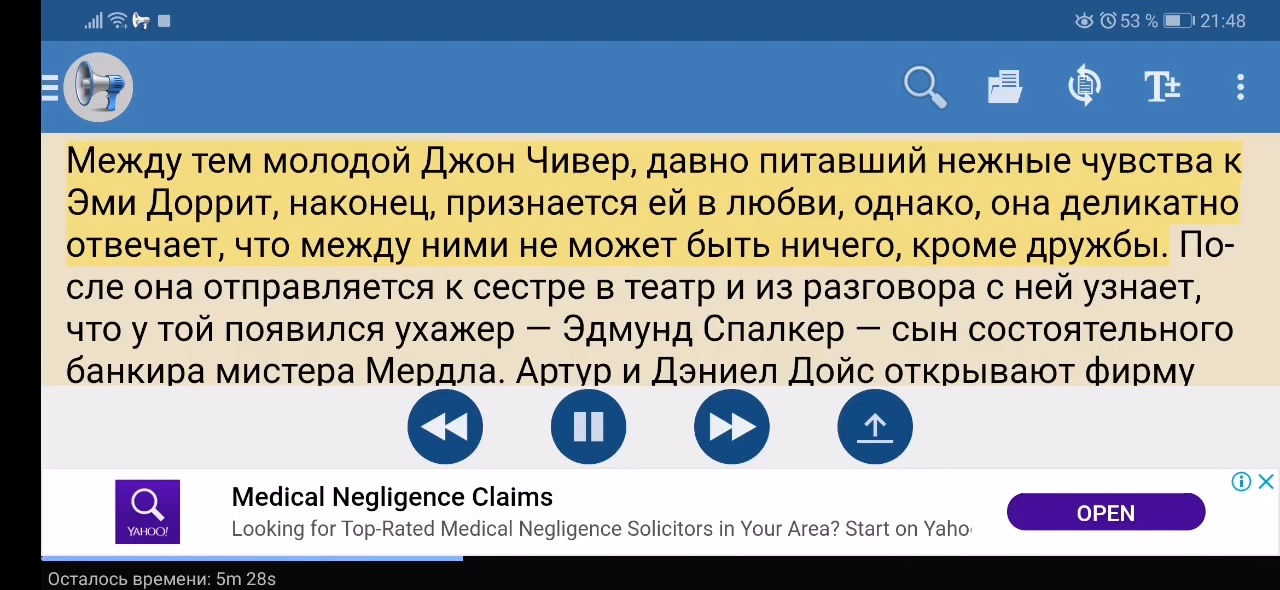 53 % 21:48
T±
Между тем молодой Джон Чивер, давно питавший нежные чувства к
Эми Доррит, наконец, признается ей в любви, однако, она деликатно
отвечает, что между ними не может быть ничего, кроме дружбы. По-
сле она отправляется к сестре в театр и из разговора с ней узнает,
что у той появился ухажер — Эдмунд Спалкер — сын состоятельного
банкира мистера Мердла. Артур и Дэниел Дойс открывают фирму
YAHOO!
Medical Negligence Claims
Looking for Top-Rated Medical Negligence Solicitors in Your Area? Start on Yaho
OPEN
Осталось времени: 5m 28s